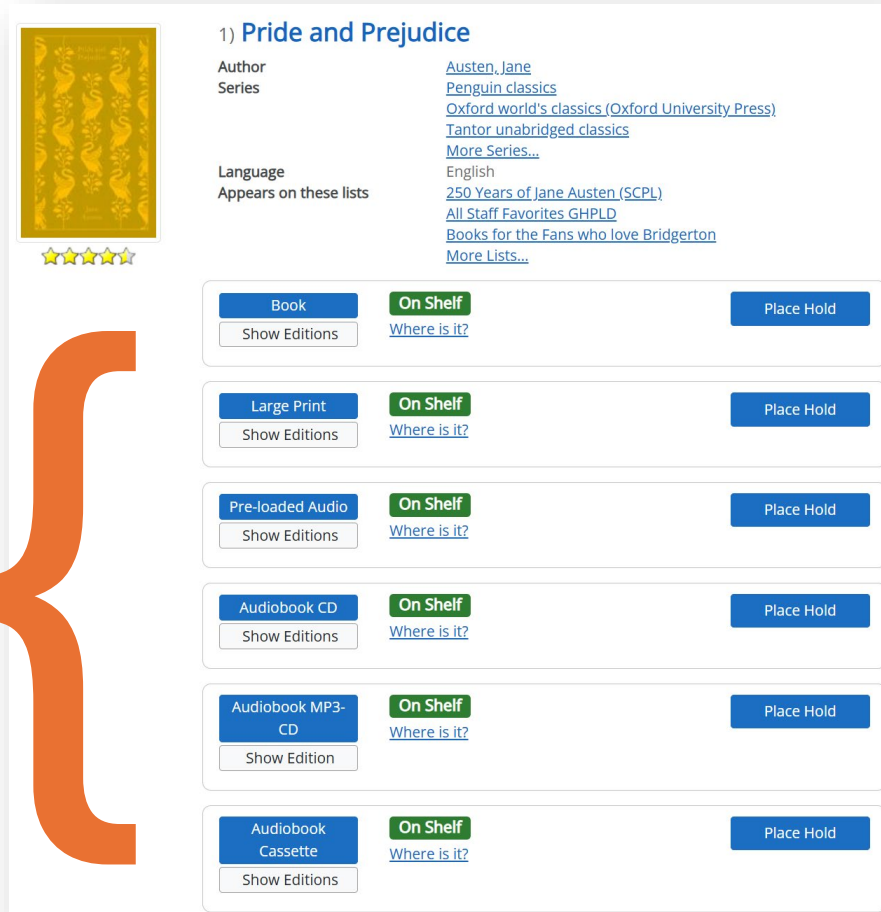 1) Pride and Prejudice
Author Austen, Jane
Series Penguin classics
Oxford world's classics (Oxford University Press)
Tantor unabridged classics
More Series...
Language English
Appears on these lists 250 Years of Jane Austen (SCPL)
All Staff Favorites GHPLD
Books for the Fans who love Bridgerton
More Lists...
Pride and
Prejudice
Jane
Austen
Book On Shelf Place Hold
Show Editions Where is it?
Large Print On Shelf Place Hold
Show Editions Where is it?
Pre-loaded Audio On Shelf Place Hold
Show Editions Where is it?
Audiobook CD On Shelf Place Hold
Show Editions Where is it?
Audiobook MP3- On Shelf Place Hold
CD Where is it?
Show Edition
Audiobook On Shelf Place Hold
Cassette Where is it?
Show Editions